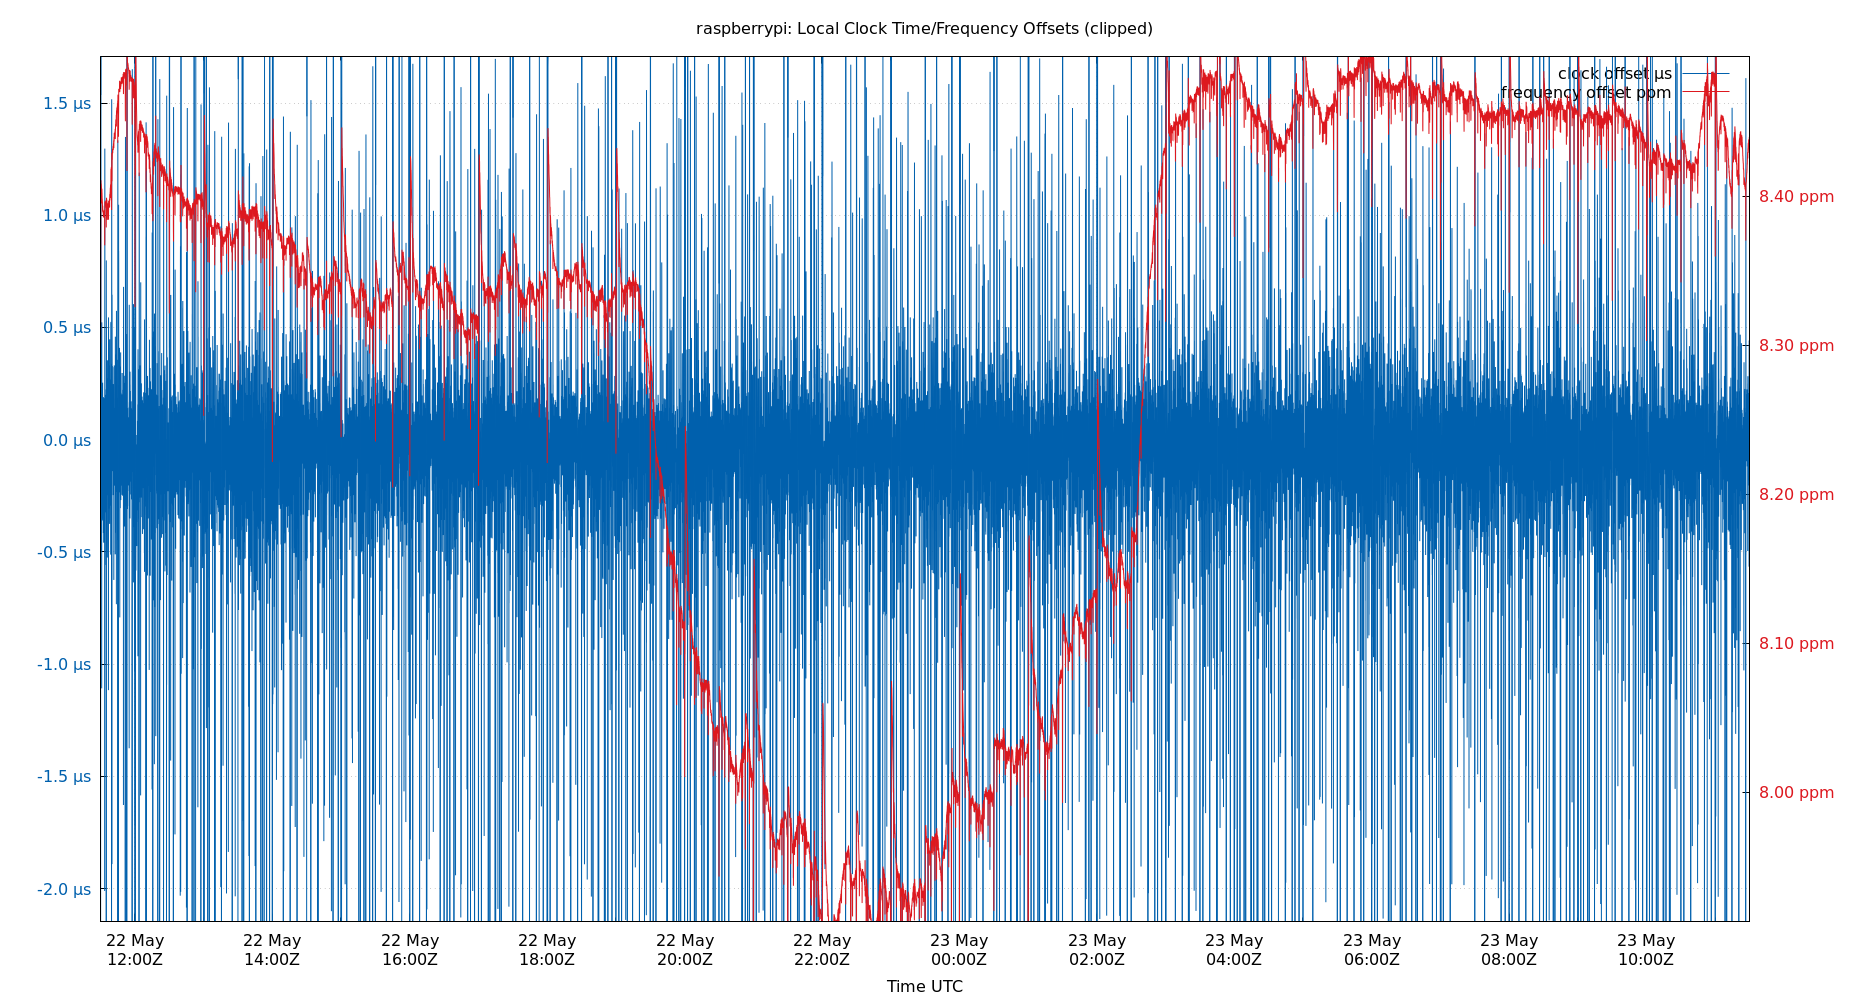 raspberrypi: Local Clock Time/Frequency Offsets (clipped)
clock offset µs
frequency offset ppm
1.5 µs
1.0 µs
0.5 µs
0.0 µs
-0.5 µs
-1.0 µs
-1.5 µs
-2.0 µs
8.40 ppm
8.30 ppm
8.20 ppm
8.10 ppm
8.00 ppm
22 May 22 May 22 May 22 May 22 May 22 May 23 May 23 May 23 May 23 May 23 May 23 May
12:00Z 14:00Z 16:00Z 18:00Z 20:00Z 22:00Z 00:00Z 02:00Z 04:00Z 06:00Z 08:00Z 10:00Z
Time UTC